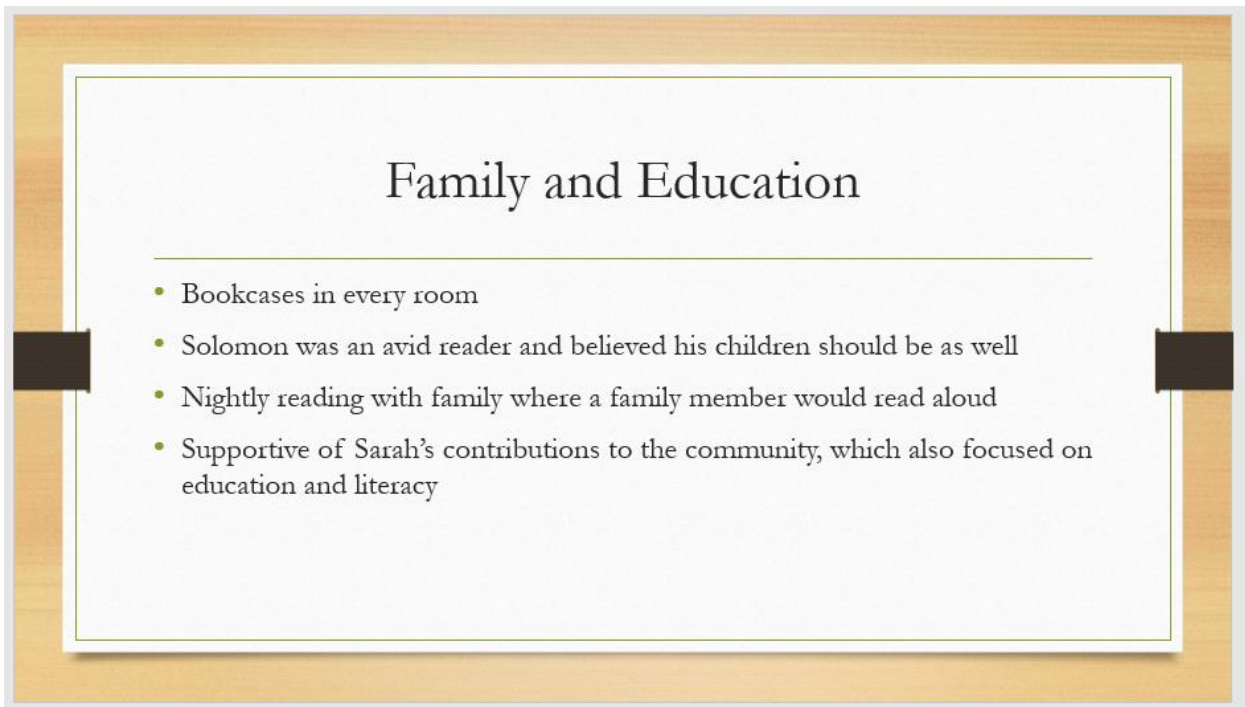 Family and Education
• Bookcases in every room
• Solomon was an avid reader and believed his children should be as well
• Nightly reading with family where a family member would read aloud
• Supportive of Sarah’s contributions to the community, which also focused on
education and literacy